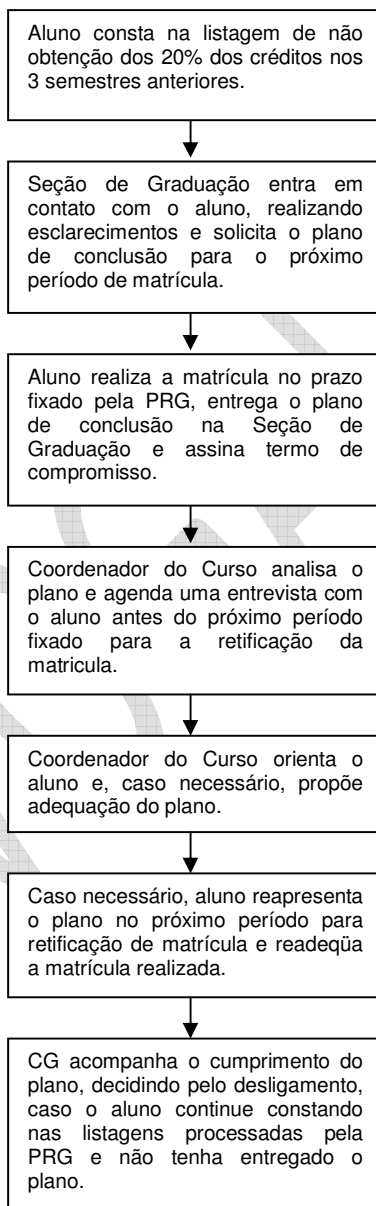 Aluno consta na listagem de não
obtenção dos 20% dos créditos nos
3 semestres anteriores.
Seção de Graduação entra em
contato com o aluno, realizando
esclarecimentos e solicita o plano
de conclusão para o próximo
período de matrícula.
Aluno realiza a matrícula no prazo
fixado pela PRG, entrega o plano
de conclusão na Seção de
Graduação e assina termo de
compromisso.
Coordenador do Curso analisa o
plano e agenda uma entrevista com
o aluno antes do próximo período
fixado para a retificação da
matricula.
Coordenador do Curso orienta o
aluno e, caso necessário, propõe
adequação do plano.
Caso necessário, aluno reapresenta
o plano no próximo período para
retificação de matrícula e readeqüa
a matrícula realizada.
CG acompanha o cumprimento do
plano, decidindo pelo desligamento,
caso o aluno continue constando
nas listagens processadas pela
PRG e não tenha entregado o
plano.